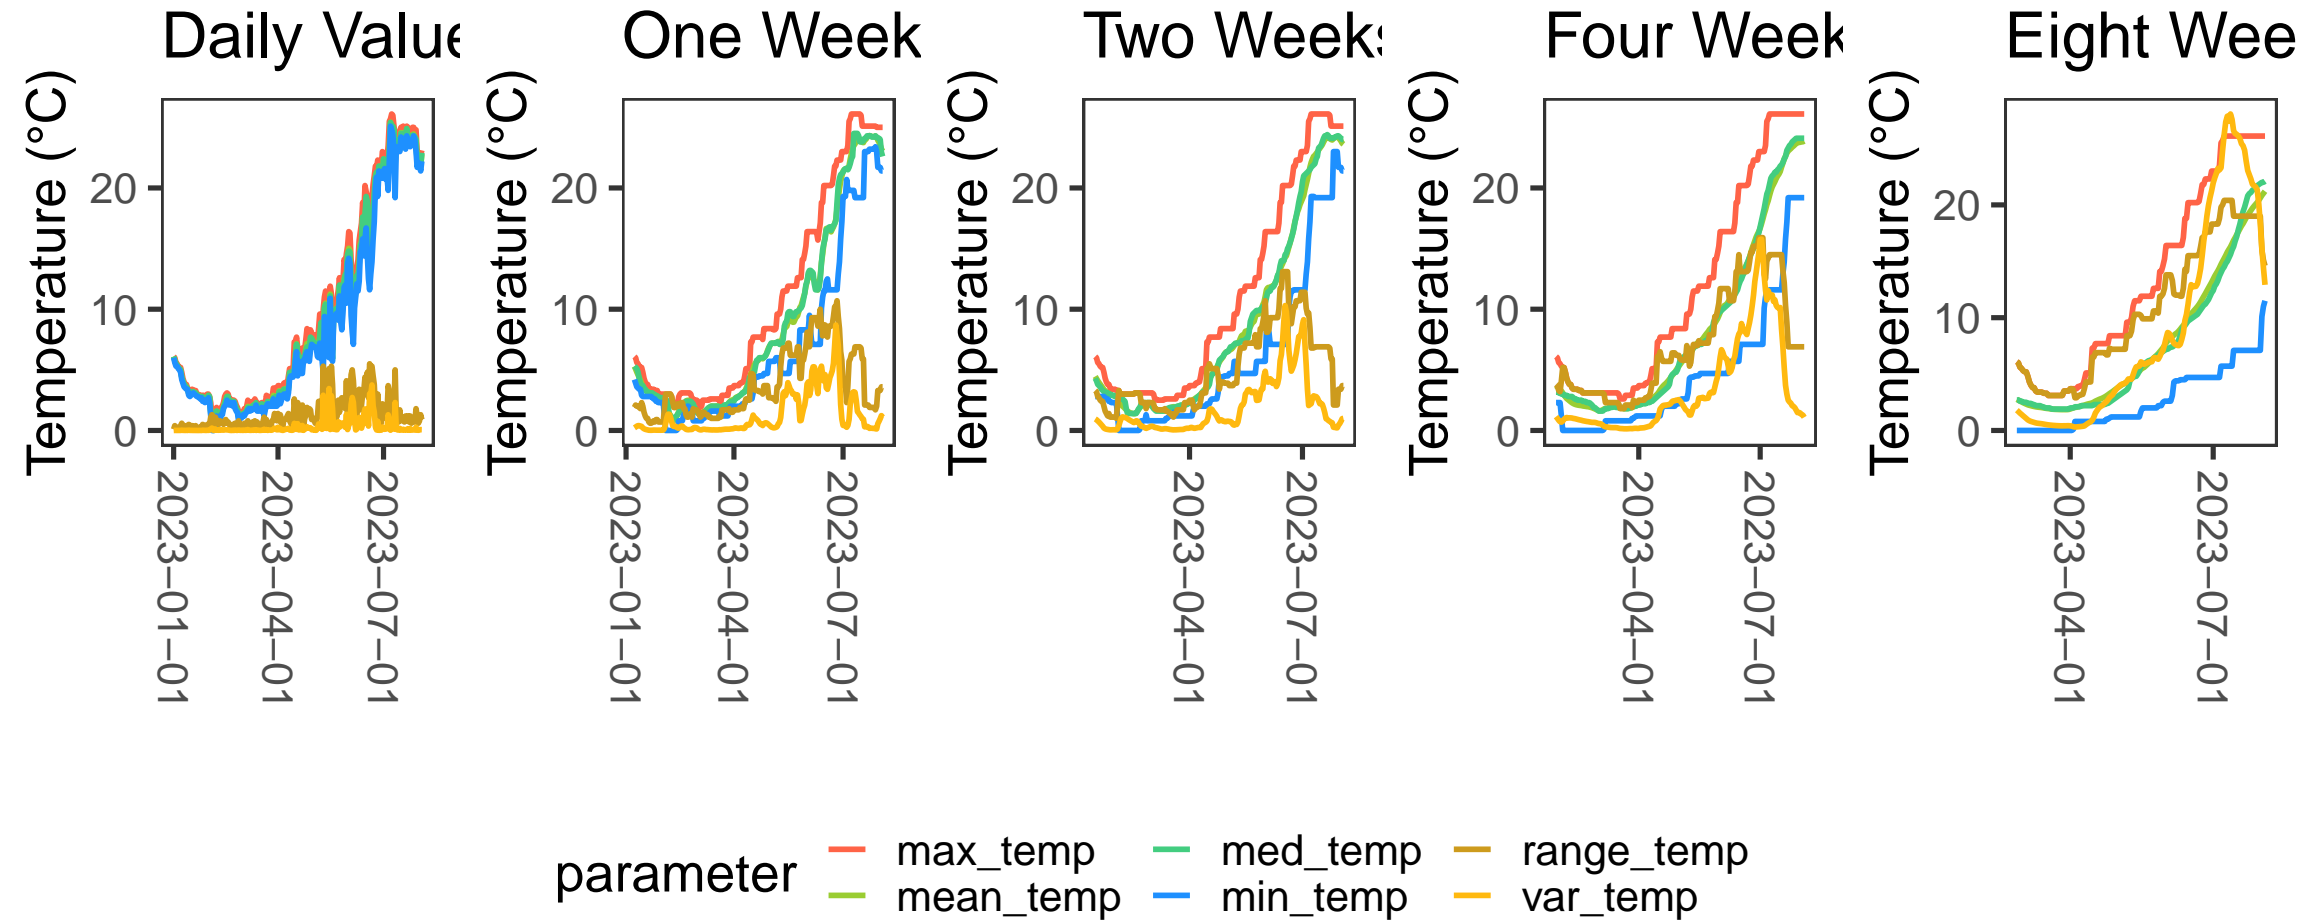 Daily Value
One Week
Two Weeks
Four Week
Eight Wee
Temperature (°C)
20
10
0
2023−01−01
2023−04−01
2023−07−01
Temperature (°C)
20
10
0
2023−01−01
2023−04−01
2023−07−01
Temperature (°C)
20
10
0
2023−04−01
2023−07−01
Temperature (°C)
20
10
0
2023−04−01
2023−07−01
Temperature (°C)
20
10
0
2023−04−01
2023−07−01
parameter
max_temp
mean_temp
med_temp
min_temp
range_temp
var_temp